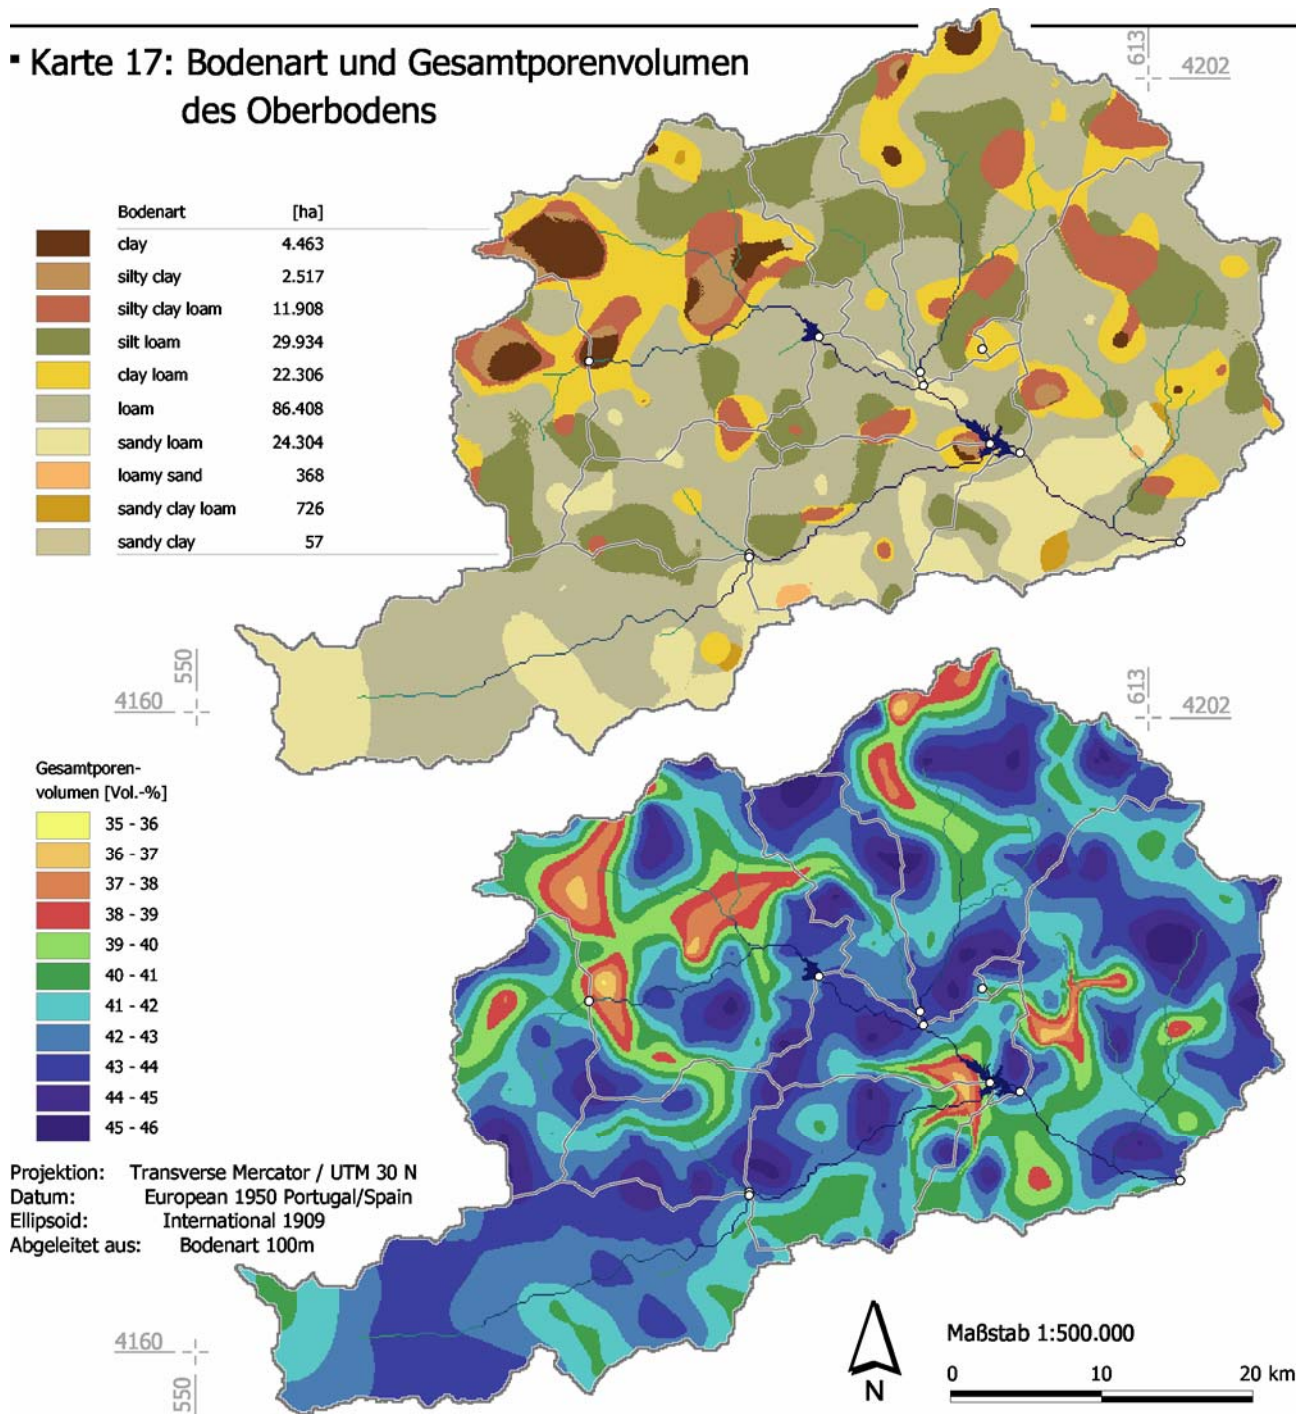 ▪ Karte 17: Bodenart und Gesamtporenvolumen
des Oberbodens
613
4202
Bodenart [ha]
clay 4.463
silty clay 2.517
silty clay loam 11.908
silt loam 29.934
clay loam 22.306
loam 86.408
sandy loam 24.304
loamy sand 368
sandy clay loam 726
sandy clay 57
550
4160
613
4202
Gesamtporen-
volumen [Vol.-%]
35 - 36
36 - 37
37 - 38
38 - 39
39 - 40
40 - 41
41 - 42
42 - 43
43 - 44
44 - 45
45 - 46
Projektion: Transverse Mercator / UTM 30 N
Datum: European 1950 Portugal/Spain
Ellipsoid: International 1909
Abgeleitet aus: Bodenart 100m
4160
550
N
Maßstab 1:500.000
0 10 20 km